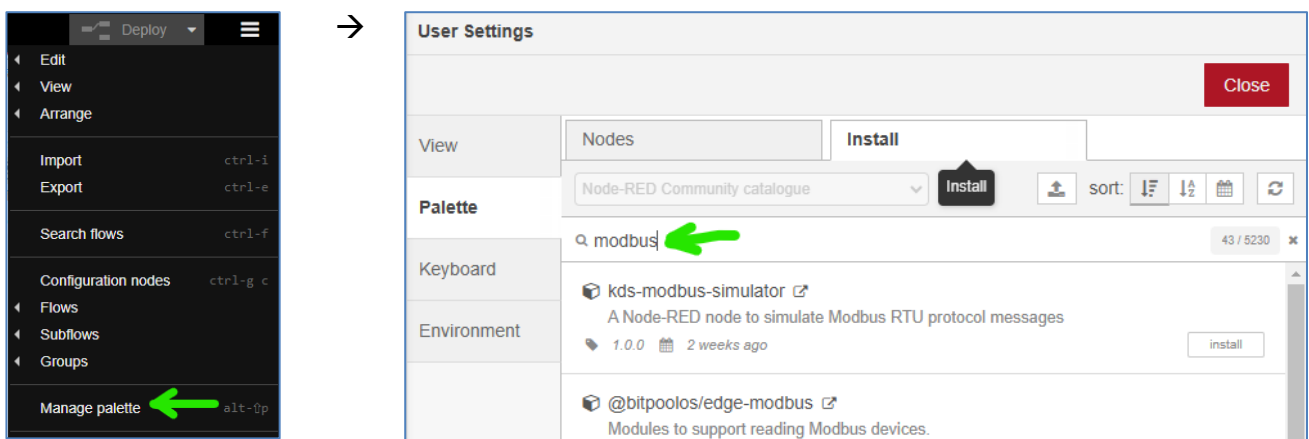 Deploy
Edit
View
Arrange
Import ctrl-i
Export ctrl-e
Search flows ctrl-f
Configuration nodes ctrl-g c
Flows
Subflows
Groups
Manage palette alt-⇧p
→
User Settings
Close
View
Palette
Keyboard
Environment
Nodes Install
Node-RED Community catalogue Install sort:
modbus 43 / 5230
kds-modbus-simulator
A Node-RED node to simulate Modbus RTU protocol messages
1.0.0 2 weeks ago install
@bitpoolos/edge-modbus
Modules to support reading Modbus devices.